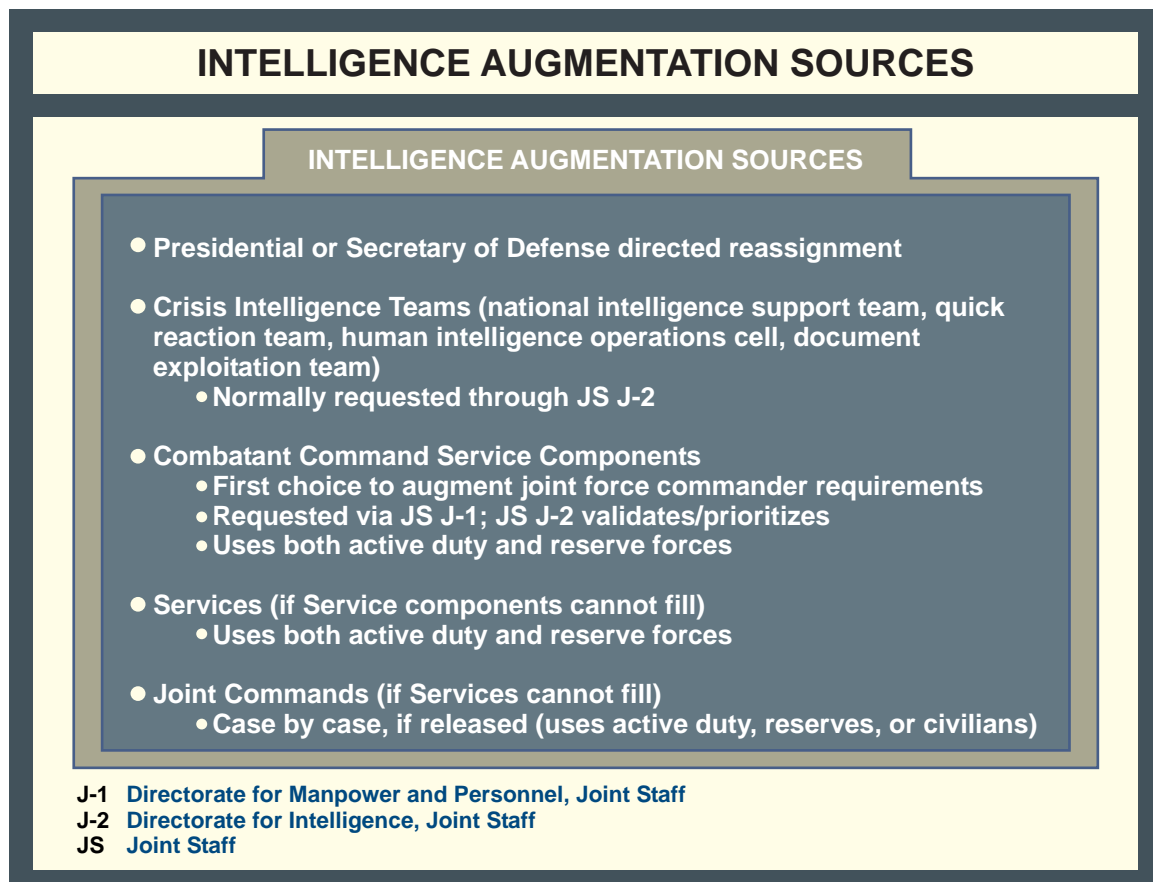 INTELLIGENCE AUGMENTATION SOURCES
INTELLIGENCE AUGMENTATION SOURCES
● Presidential or Secretary of Defense directed reassignment
● Crisis Intelligence Teams (national intelligence support team, quick
reaction team, human intelligence operations cell, document
exploitation team)
● Normally requested through JS J-2
● Combatant Command Service Components
● First choice to augment joint force commander requirements
● Requested via JS J-1; JS J-2 validates/prioritizes
● Uses both active duty and reserve forces
● Services (if Service components cannot fill)
● Uses both active duty and reserve forces
● Joint Commands (if Services cannot fill)
● Case by case, if released (uses active duty, reserves, or civilians)
J-1 Directorate for Manpower and Personnel, Joint Staff
J-2 Directorate for Intelligence, Joint Staff
JS Joint Staff